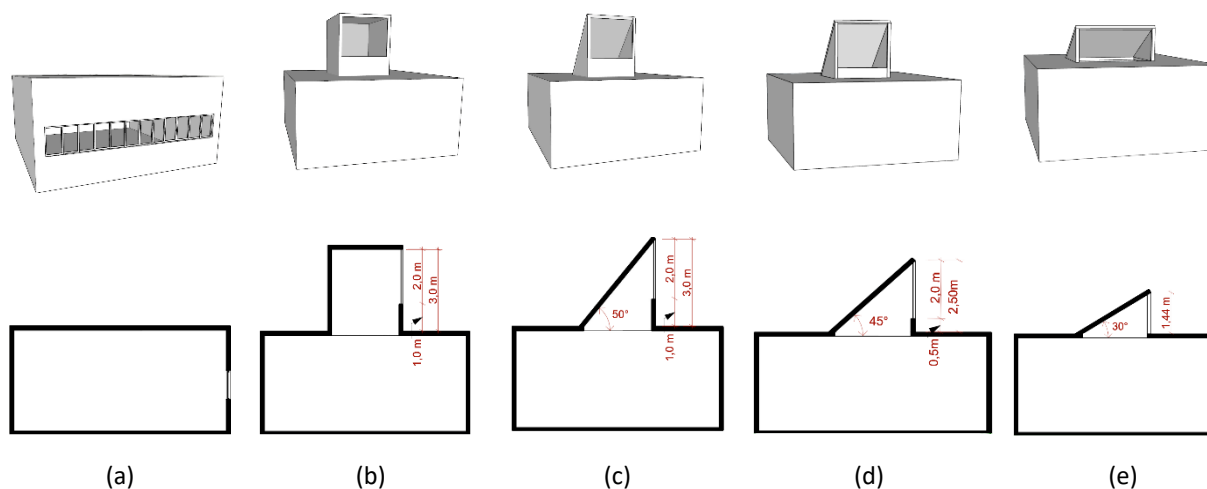 2,0 m
3,0 m
1,0 m
50°
2,0 m
3,0 m
1,0 m
45°
2,0 m
2,50m
0,5m
30°
1,44 m
(a)
(b)
(c)
(d)
(e)